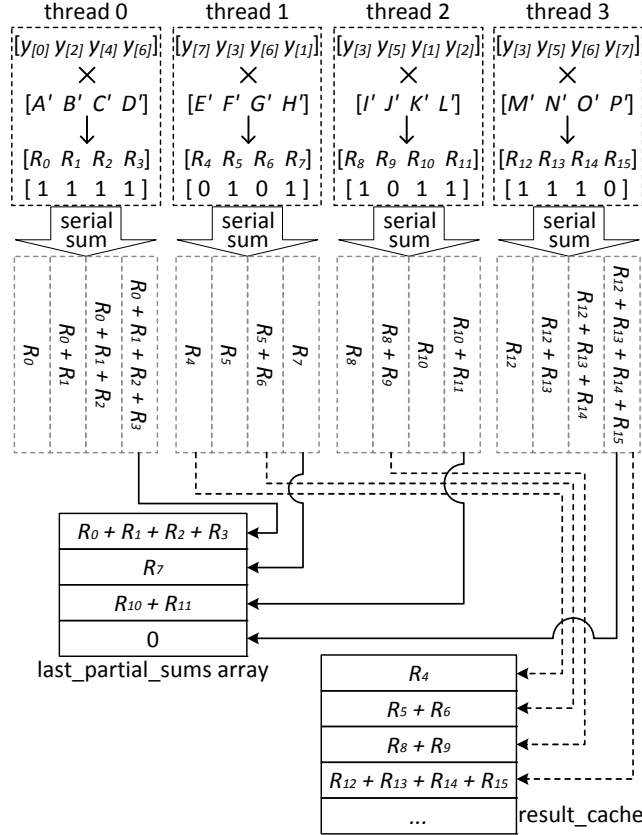 thread 0 thread 1 thread 2 thread 3
[y[0] y[2] y[4] y[6]] [y[7] y[3] y[6] y[1]] [y[3] y[5] y[1] y[2]] [y[3] y[5] y[6] y[7]]
× × × ×
[A' B' C' D'] [E' F' G' H'] [I' J' K' L'] [M' N' O' P']
[R0 R1 R2 R3] [R4 R5 R6 R7] [R8 R9 R10 R11] [R12 R13 R14 R15]
[1 1 1 1] [0 1 0 1] [1 0 1 1] [1 1 1 0]
serial sum serial sum serial sum serial sum
R0
R0 + R1
R0 + R1 + R2
R0 + R1 + R2 + R3
R4
R5
R5 + R6
R7
R8
R8 + R9
R10
R10 + R11
R12
R12 + R13
R12 + R13 + R14
R12 + R13 + R14 + R15
R0 + R1 + R2 + R3
R7
R10 + R11
0
last_partial_sums array
R4
R5 + R6
R8 + R9
R12 + R13 + R14 + R15
...
result_cache